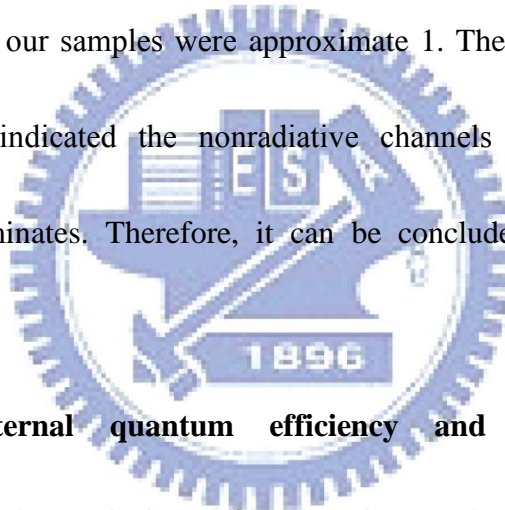 our samples were approximate 1. The
indicated the nonradiative channels
minates. Therefore, it can be conclude
E S A
1896
ternal quantum efficiency and